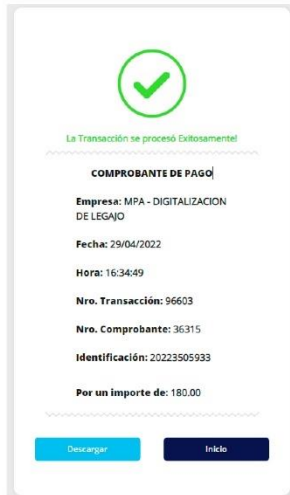 La Transacción se procesó Exitosamente!
COMPROBANTE DE PAGO
Empresa: MPA - DIGITALIZACION
DE LEGAJO
Fecha: 29/04/2022
Hora: 16:34:49
Nro. Transacción: 96603
Nro. Comprobante: 36315
Identificación: 20223505933
Por un importe de: 180.00
Descargar
Inicio